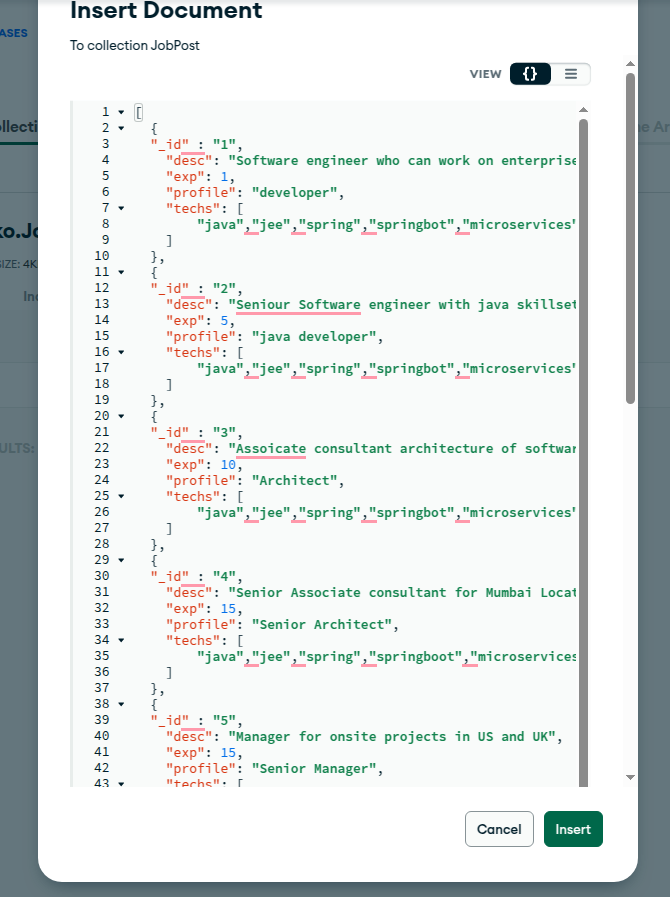 Insert Document
ASES
To collection JobPost
VIEW {}
1 [
2 {
3 "_id" : "1",
4 "desc": "Software engineer who can work on enterprise
5 "exp": 1,
6 "profile": "developer",
7 "techs": [
8 "java","jee","spring","springbot","microservices"
9 ]
10 },
11 {
12 "_id" : "2",
13 "desc": "Seniour Software engineer with java skillset
14 "exp": 5,
15 "profile": "java developer",
16 "techs": [
17 "java","jee","spring","springbot","microservices"
18 ]
19 },
20 {
21 "_id" : "3",
22 "desc": "Assoicate consultant architecture of softwar
23 "exp": 10,
24 "profile": "Architect",
25 "techs": [
26 "java","jee","spring","springbot","microservices"
27 ]
28 },
29 {
30 "_id" : "4",
31 "desc": "Senior Associate consultant for Mumbai Locat
32 "exp": 15,
33 "profile": "Senior Architect",
34 "techs": [
35 "java","jee","spring","springboot","microservices
36 ]
37 },
38 {
39 "_id" : "5",
40 "desc": "Manager for onsite projects in US and UK",
41 "exp": 15,
42 "profile": "Senior Manager",
43 "techs": [
ollecti
e Ar
ko.Jo
SIZE: 4K
Ind
ULTS:
Cancel
Insert